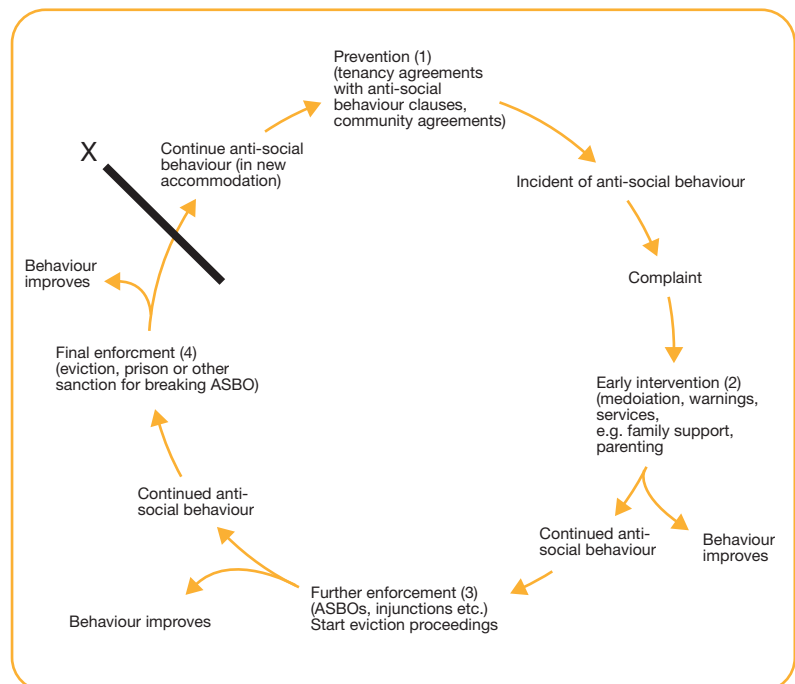 Prevention (1)
(tenancy agreements
with anti-social
behaviour clauses,
community agreements)
Incident of anti-social behaviour
Complaint
Early intervention (2)
(medoiation, warnings,
services,
e.g. family support,
parenting
Behaviour
improves
Continued anti-
social behaviour
Further enforcement (3)
(ASBOs, injunctions etc.)
Start eviction proceedings
Behaviour improves
Continued anti-
social behaviour
Final enforcment (4)
(eviction, prison or other
sanction for breaking ASBO)
Behaviour
improves
X
Continue anti-social
behaviour (in new
accommodation)